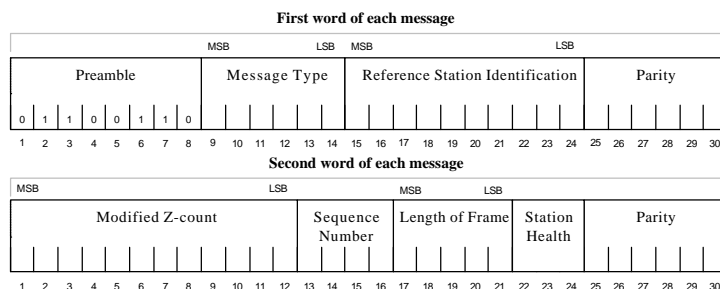 First word of each message
MSB LSB MSB LSB
Preamble Message Type Reference Station Identification Parity
0 1 1 0 0 1 1 0
1 2 3 4 5 6 7 8 9 10 11 12 13 14 15 16 17 18 19 20 21 22 23 24 25 26 27 28 29 30
Second word of each message
MSB LSB MSB LSB
Modified Z-count Sequence Number Length of Frame Station Health Parity
1 2 3 4 5 6 7 8 9 10 11 12 13 14 15 16 17 18 19 20 21 22 23 24 25 26 27 28 29 30